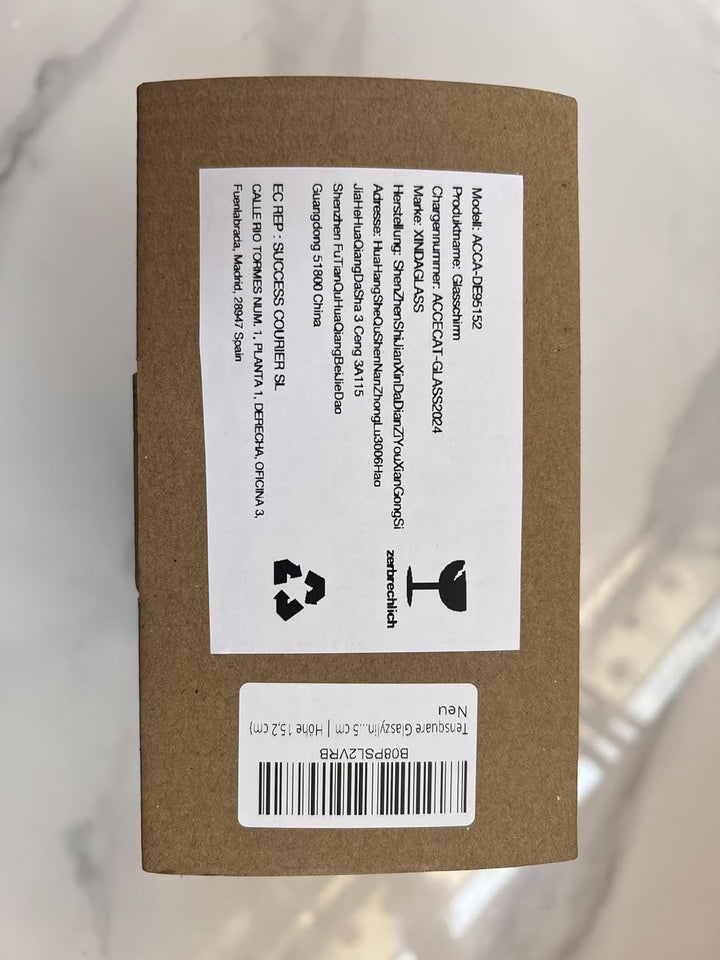 Modell: ACCA-DE95152
Produktname: Glasschirm
Chargennummer: ACCECAT-GLASS2024
Marke: XINDAGLASS
Herstellung: ShenZhenShiJianXinDaDianZiYouXianGongSi
Adresse: HuaHangSheQuShenNanZhongLu3006Hao
JiaHeHuaQiangDaSha 3 Ceng 3A115
Shenzhen FuTianQuHuaQiangBeiJieDao
Guangdong 51800 China
EC REP : SUCCESS COURIER SL
CALLE RIO TORMES NUM. 1, PLANTA 1, DERECHA, OFICINA 3,
Fuenlabrada, Madrid, 28947 Spain
zerbrechlich
B08PSL2VRB
Tensquare Glaszylin...5 cm | Höhe 15,2 cm)
Neu